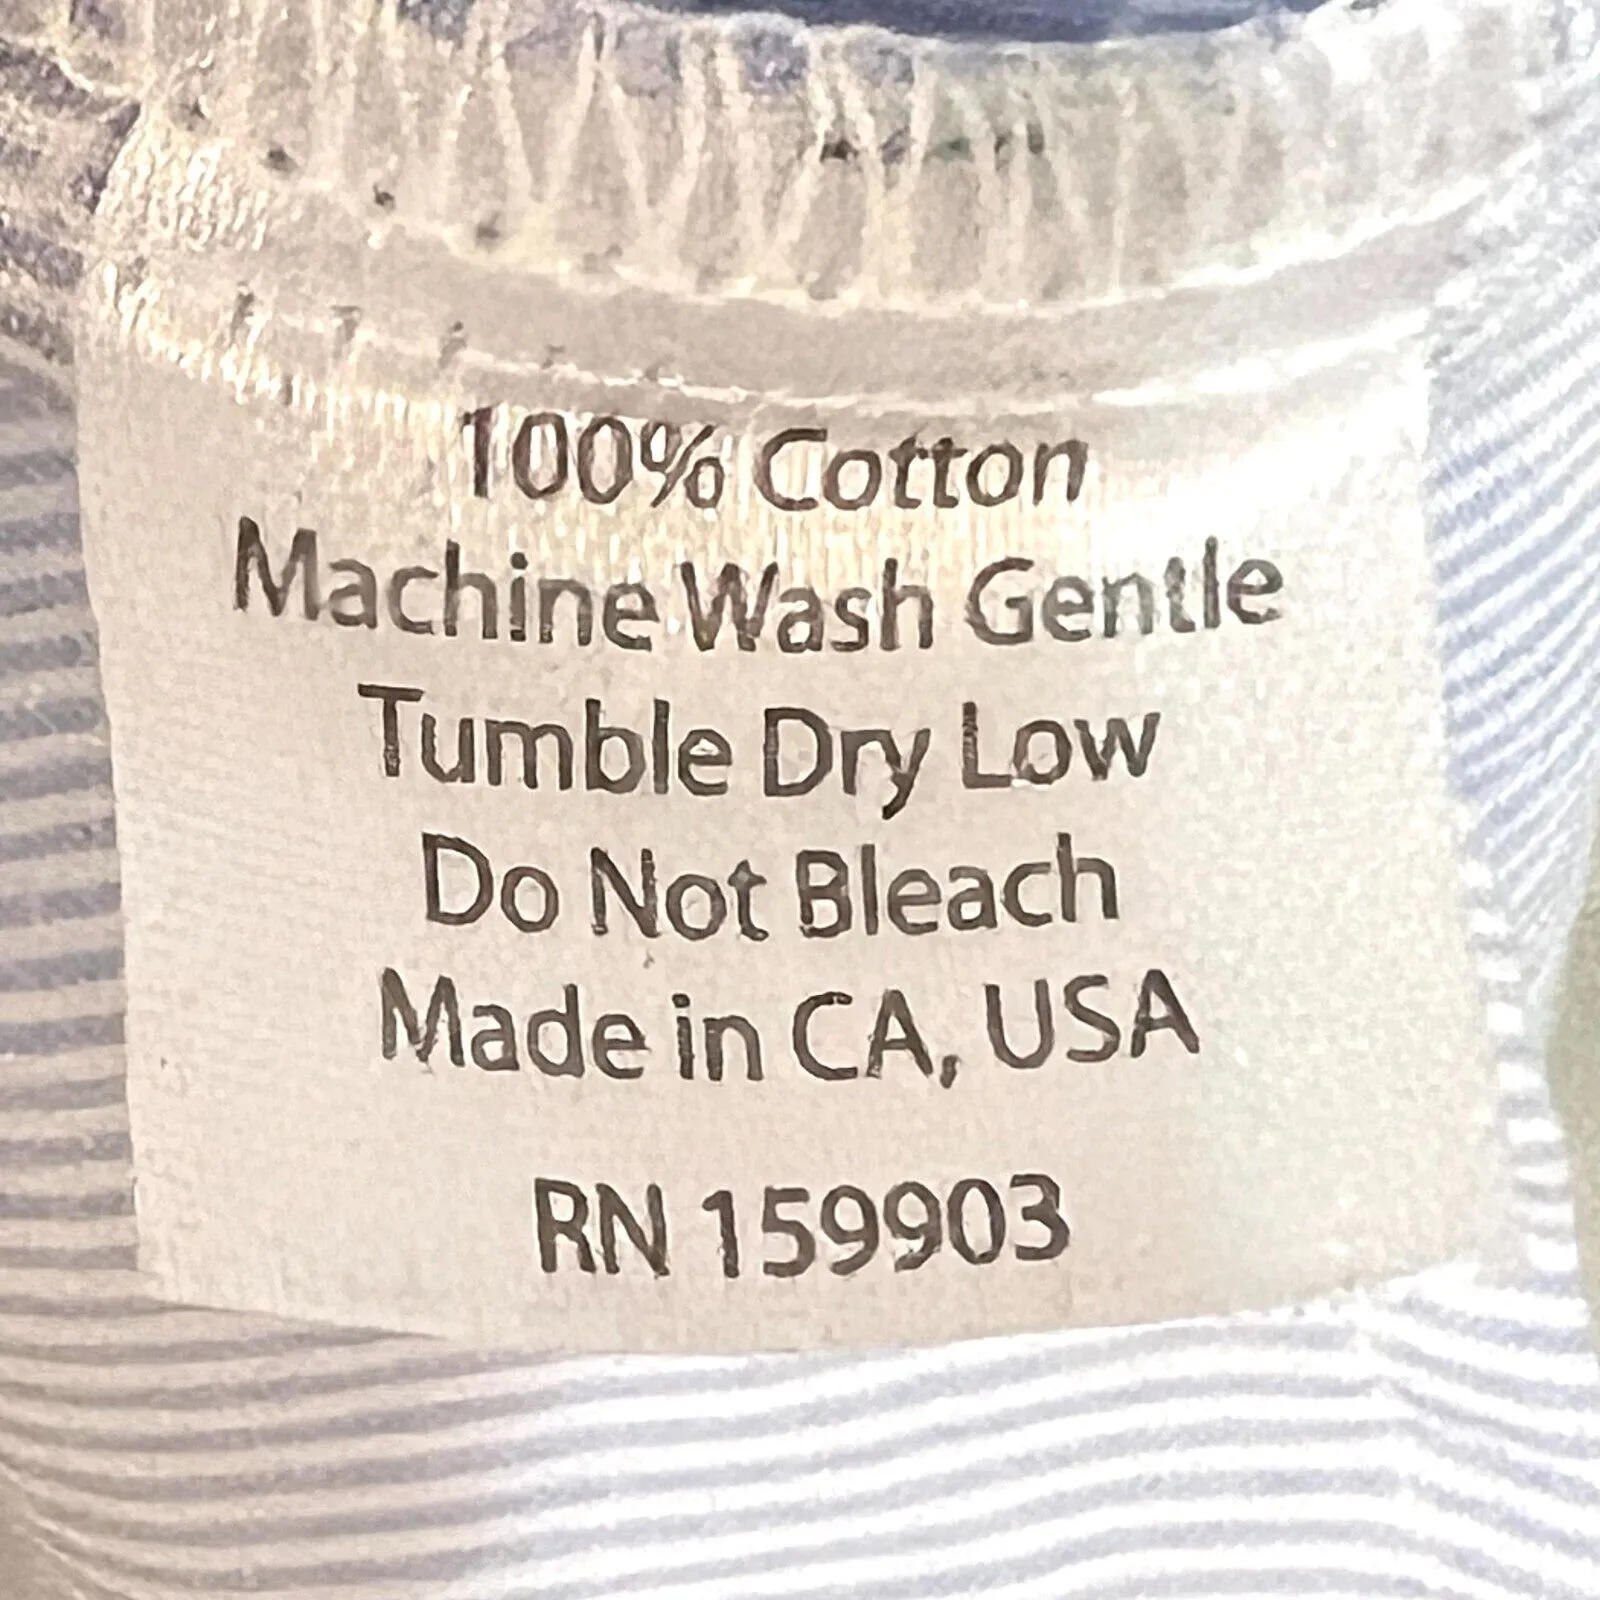 100% Cotton
Machine Wash Gentle
Tumble Dry Low
Do Not Bleach
Made in CA, USA
RN 159903